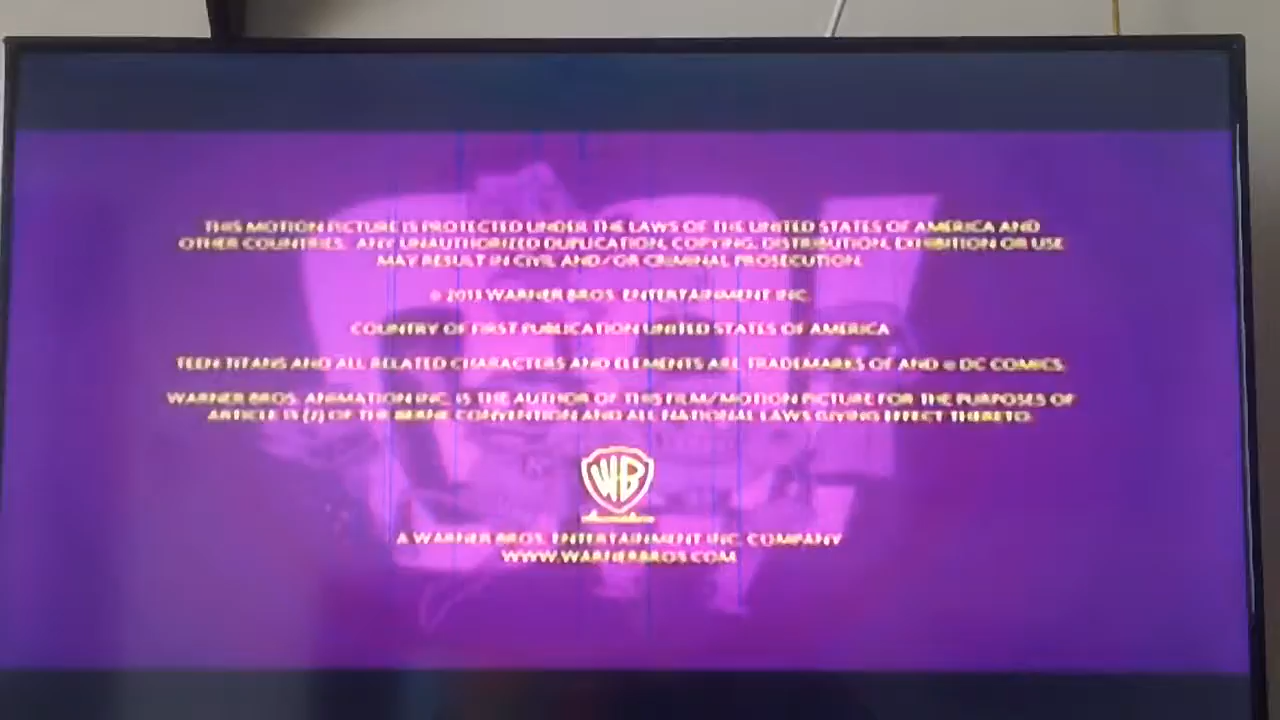 THIS MOTION PICTURE IS PROTECTED UNDER THE LAWS OF THE UNITED STATES OF AMERICA AND
OTHER COUNTRIES. ANY UNAUTHORIZED DUPLICATION, COPYING, DISTRIBUTION, EXHIBITION OR USE
MAY RESULT IN CIVIL AND/OR CRIMINAL PROSECUTION.
© 2013 WARNER BROS. ENTERTAINMENT INC.
COUNTRY OF FIRST PUBLICATION UNITED STATES OF AMERICA
TEEN TITANS AND ALL RELATED CHARACTERS AND ELEMENTS ARE TRADEMARKS OF AND © DC COMICS.
WARNER BROS. ANIMATION INC. IS THE AUTHOR OF THIS FILM/MOTION PICTURE FOR THE PURPOSES OF
ARTICLE 15 (2) OF THE BERNE CONVENTION AND ALL NATIONAL LAWS GIVING EFFECT THERETO.
WB
A WARNER BROS. ENTERTAINMENT INC. COMPANY
WWW.WARNERBROS.COM